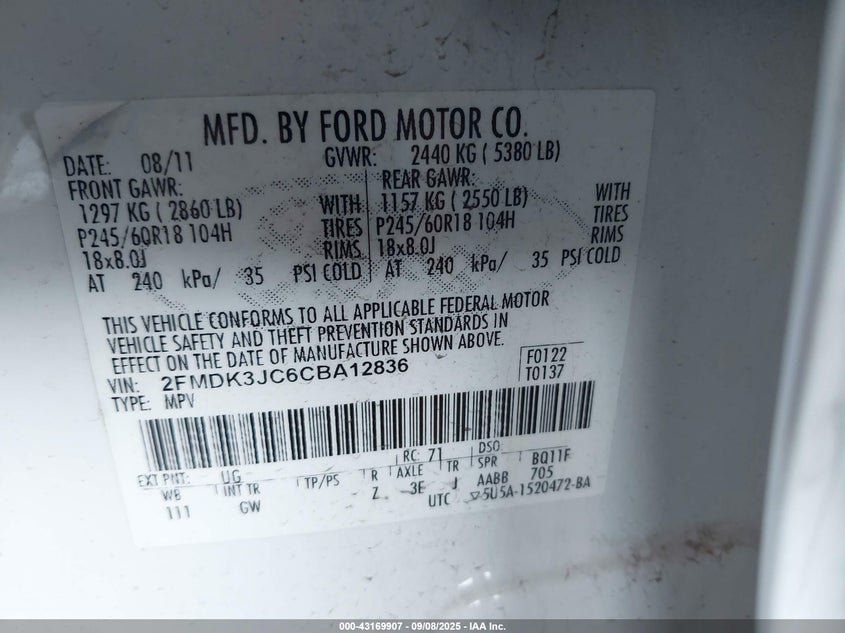 MFD. BY FORD MOTOR CO.
DATE: 08/11 GVWR: 2440 KG ( 5380 LB)
FRONT GAWR: REAR GAWR:
1297 KG ( 2860 LB) WITH 1157 KG ( 2550 LB) WITH
P245/60R18 104H TIRES P245/60R18 104H TIRES
18x8.0J RIMS 18x8.0J RIMS
AT 240 kPa/ 35 PSI COLD AT 240 kPa/ 35 PSI COLD
THIS VEHICLE CONFORMS TO ALL APPLICABLE FEDERAL MOTOR
VEHICLE SAFETY AND THEFT PREVENTION STANDARDS IN
EFFECT ON THE DATE OF MANUFACTURE SHOWN ABOVE.
VIN: 2FMDK3JC6CBA12836 F0122
TYPE: MPV T0137
EXT PNT: UG RC: 71 DSO:
WB INT TR TP/PS R AXLE TR SPR BQ11F
111 GW Z 3E J AABB 705
UTC 5U5A-1520472-BA
000-43169907 - 09/08/2025 - IAA Inc.